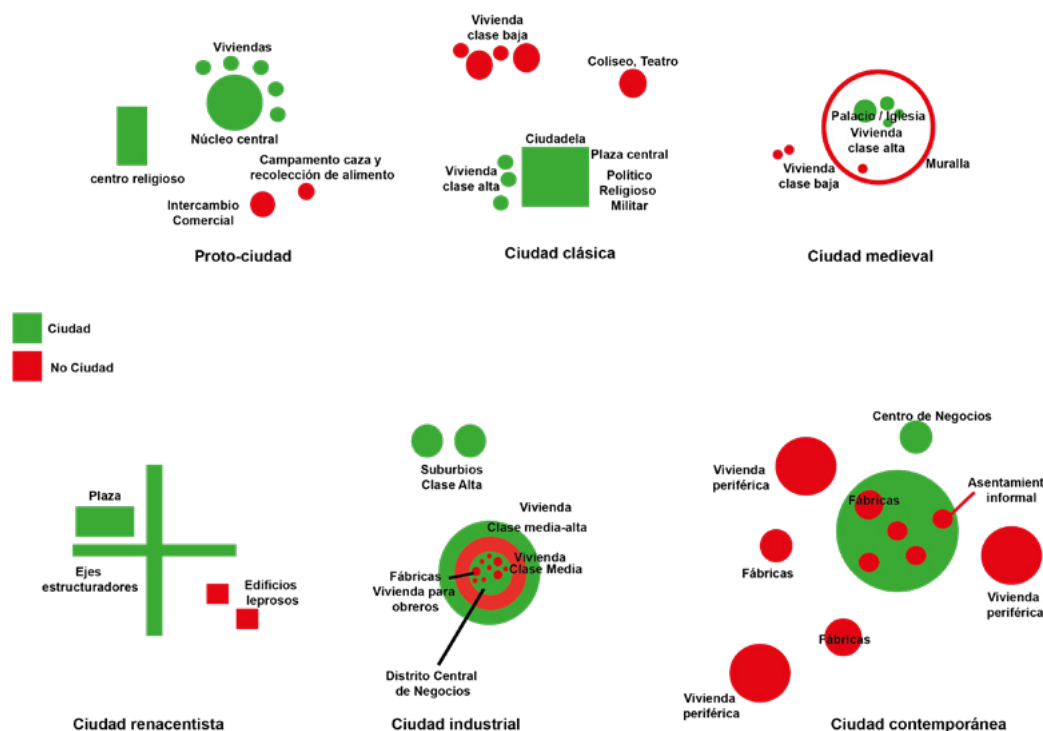 Viviendas
Núcleo central
centro religioso
Campamento caza y
recolección de alimento
Intercambio
Comercial
Proto-ciudad
Vivienda
clase baja
Coliseo, Teatro
Ciudadela
Plaza central
Vivienda
clase alta
Político
Religioso
Militar
Ciudad clásica
Palacio / Iglesia
Vivienda
clase alta
Muralla
Vivienda
clase baja
Ciudad medieval
Ciudad
No Ciudad
Plaza
Ejes
estructuradores
Edificios
leprosos
Ciudad renacentista
Suburbios
Clase Alta
Vivienda
Clase media-alta
Vivienda
Clase Media
Fábricas
Vivienda para
obreros
Distrito Central
de Negocios
Ciudad industrial
Centro de Negocios
Vivienda
periférica
Fábricas
Asentamient
informal
Fábricas
Vivienda
periférica
Fábricas
Vivienda
periférica
Ciudad contemporánea